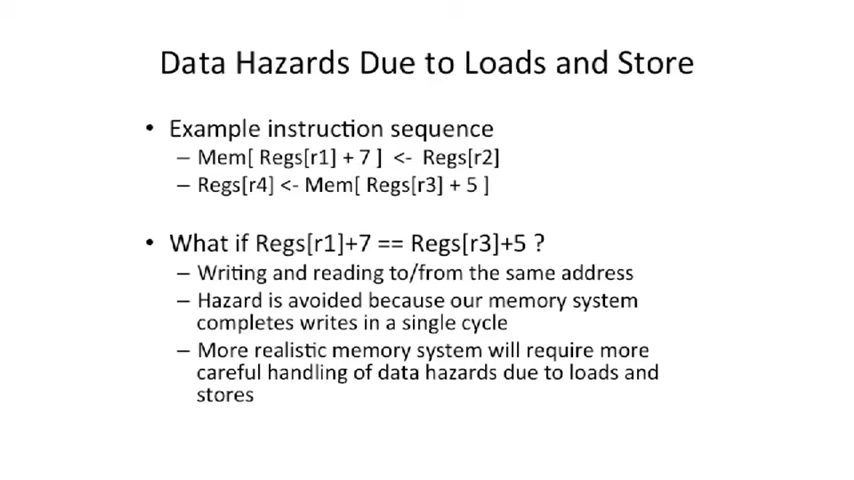 Data Hazards Due to Loads and Store
• Example instruction sequence
– Mem[ Regs[r1] + 7 ] <- Regs[r2]
– Regs[r4] <- Mem[ Regs[r3] + 5 ]
• What if Regs[r1]+7 == Regs[r3]+5 ?
– Writing and reading to/from the same address
– Hazard is avoided because our memory system
completes writes in a single cycle
– More realistic memory system will require more
careful handling of data hazards due to loads and
stores